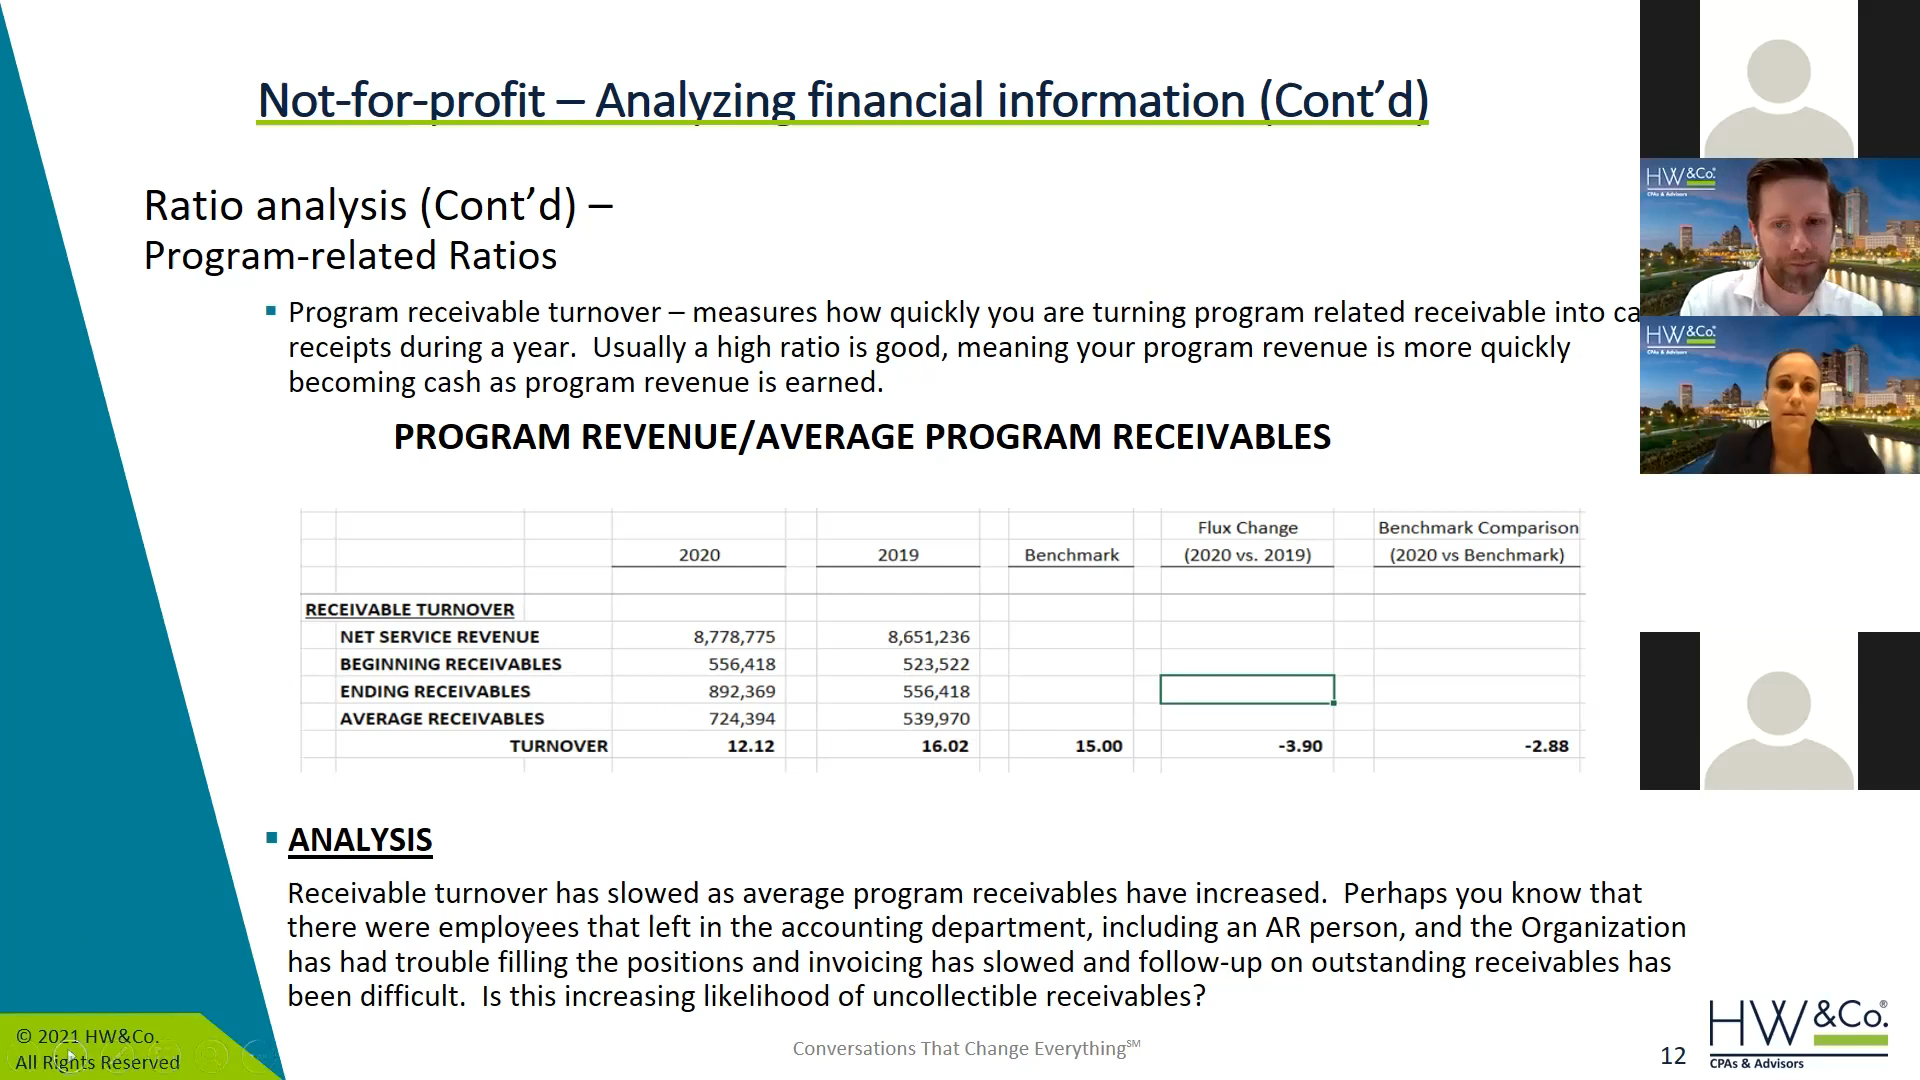 Not-for-profit – Analyzing financial information (Cont’d)
Ratio analysis (Cont’d) –
Program-related Ratios
Program receivable turnover – measures how quickly you are turning program related receivable into
receipts during a year. Usually a high ratio is good, meaning your program revenue is more quickly
becoming cash as program revenue is earned.
PROGRAM REVENUE/AVERAGE PROGRAM RECEIVABLES
Flux Change Benchmark Comparison
2020 2019 Benchmark (2020 vs. 2019) (2020 vs Benchmark)
RECEIVABLE TURNOVER
NET SERVICE REVENUE 8,778,775 8,651,236
BEGINNING RECEIVABLES 556,418 523,522
ENDING RECEIVABLES 892,369 556,418
AVERAGE RECEIVABLES 724,394 539,970
TURNOVER 12.12 16.02 15.00 -3.90 -2.88
ANALYSIS
Receivable turnover has slowed as average program receivables have increased. Perhaps you know that
there were employees that left in the accounting department, including an AR person, and the Organization
has had trouble filling the positions and invoicing has slowed and follow-up on outstanding receivables has
been difficult. Is this increasing likelihood of uncollectible receivables?
© 2021 HW&Co.
All Rights Reserved
Conversations That Change Everything℠
12
HW&Co.®
CPAs & Advisors
HW&Co.®
CPAs & Advisors
HW&Co.®
CPAs & Advisors